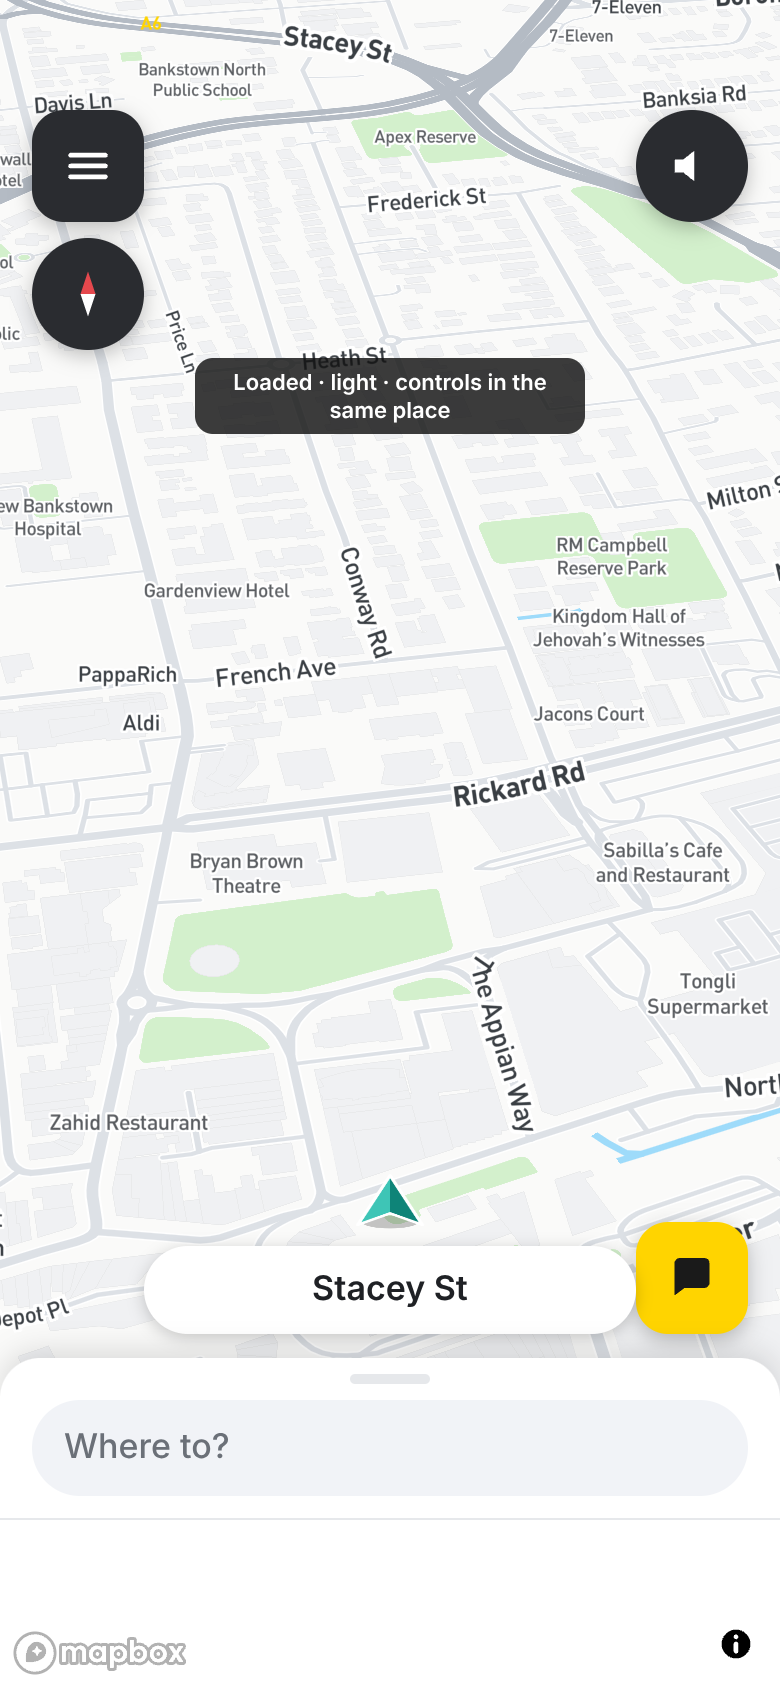 7-Eleven
A6
Stacey St
7-Eleven
Bankstown North
Public School
Davis Ln
Banksia Rd
Apex Reserve
Frederick St
Price Ln
Heath St
Loaded · light · controls in the
same place
Milton
Bankstown
Hospital
RM Campbell
Reserve Park
Gardenview Hotel
Conway Rd
Kingdom Hall of
Jehovah's Witnesses
PappaRich
French Ave
Aldi
Jacons Court
Rickard Rd
Bryan Brown
Theatre
Sabilla's Cafe
and Restaurant
The Appian Way
Tongli
Supermarket
North
Zahid Restaurant
Stacey St
Depot Pl
Where to?
mapbox